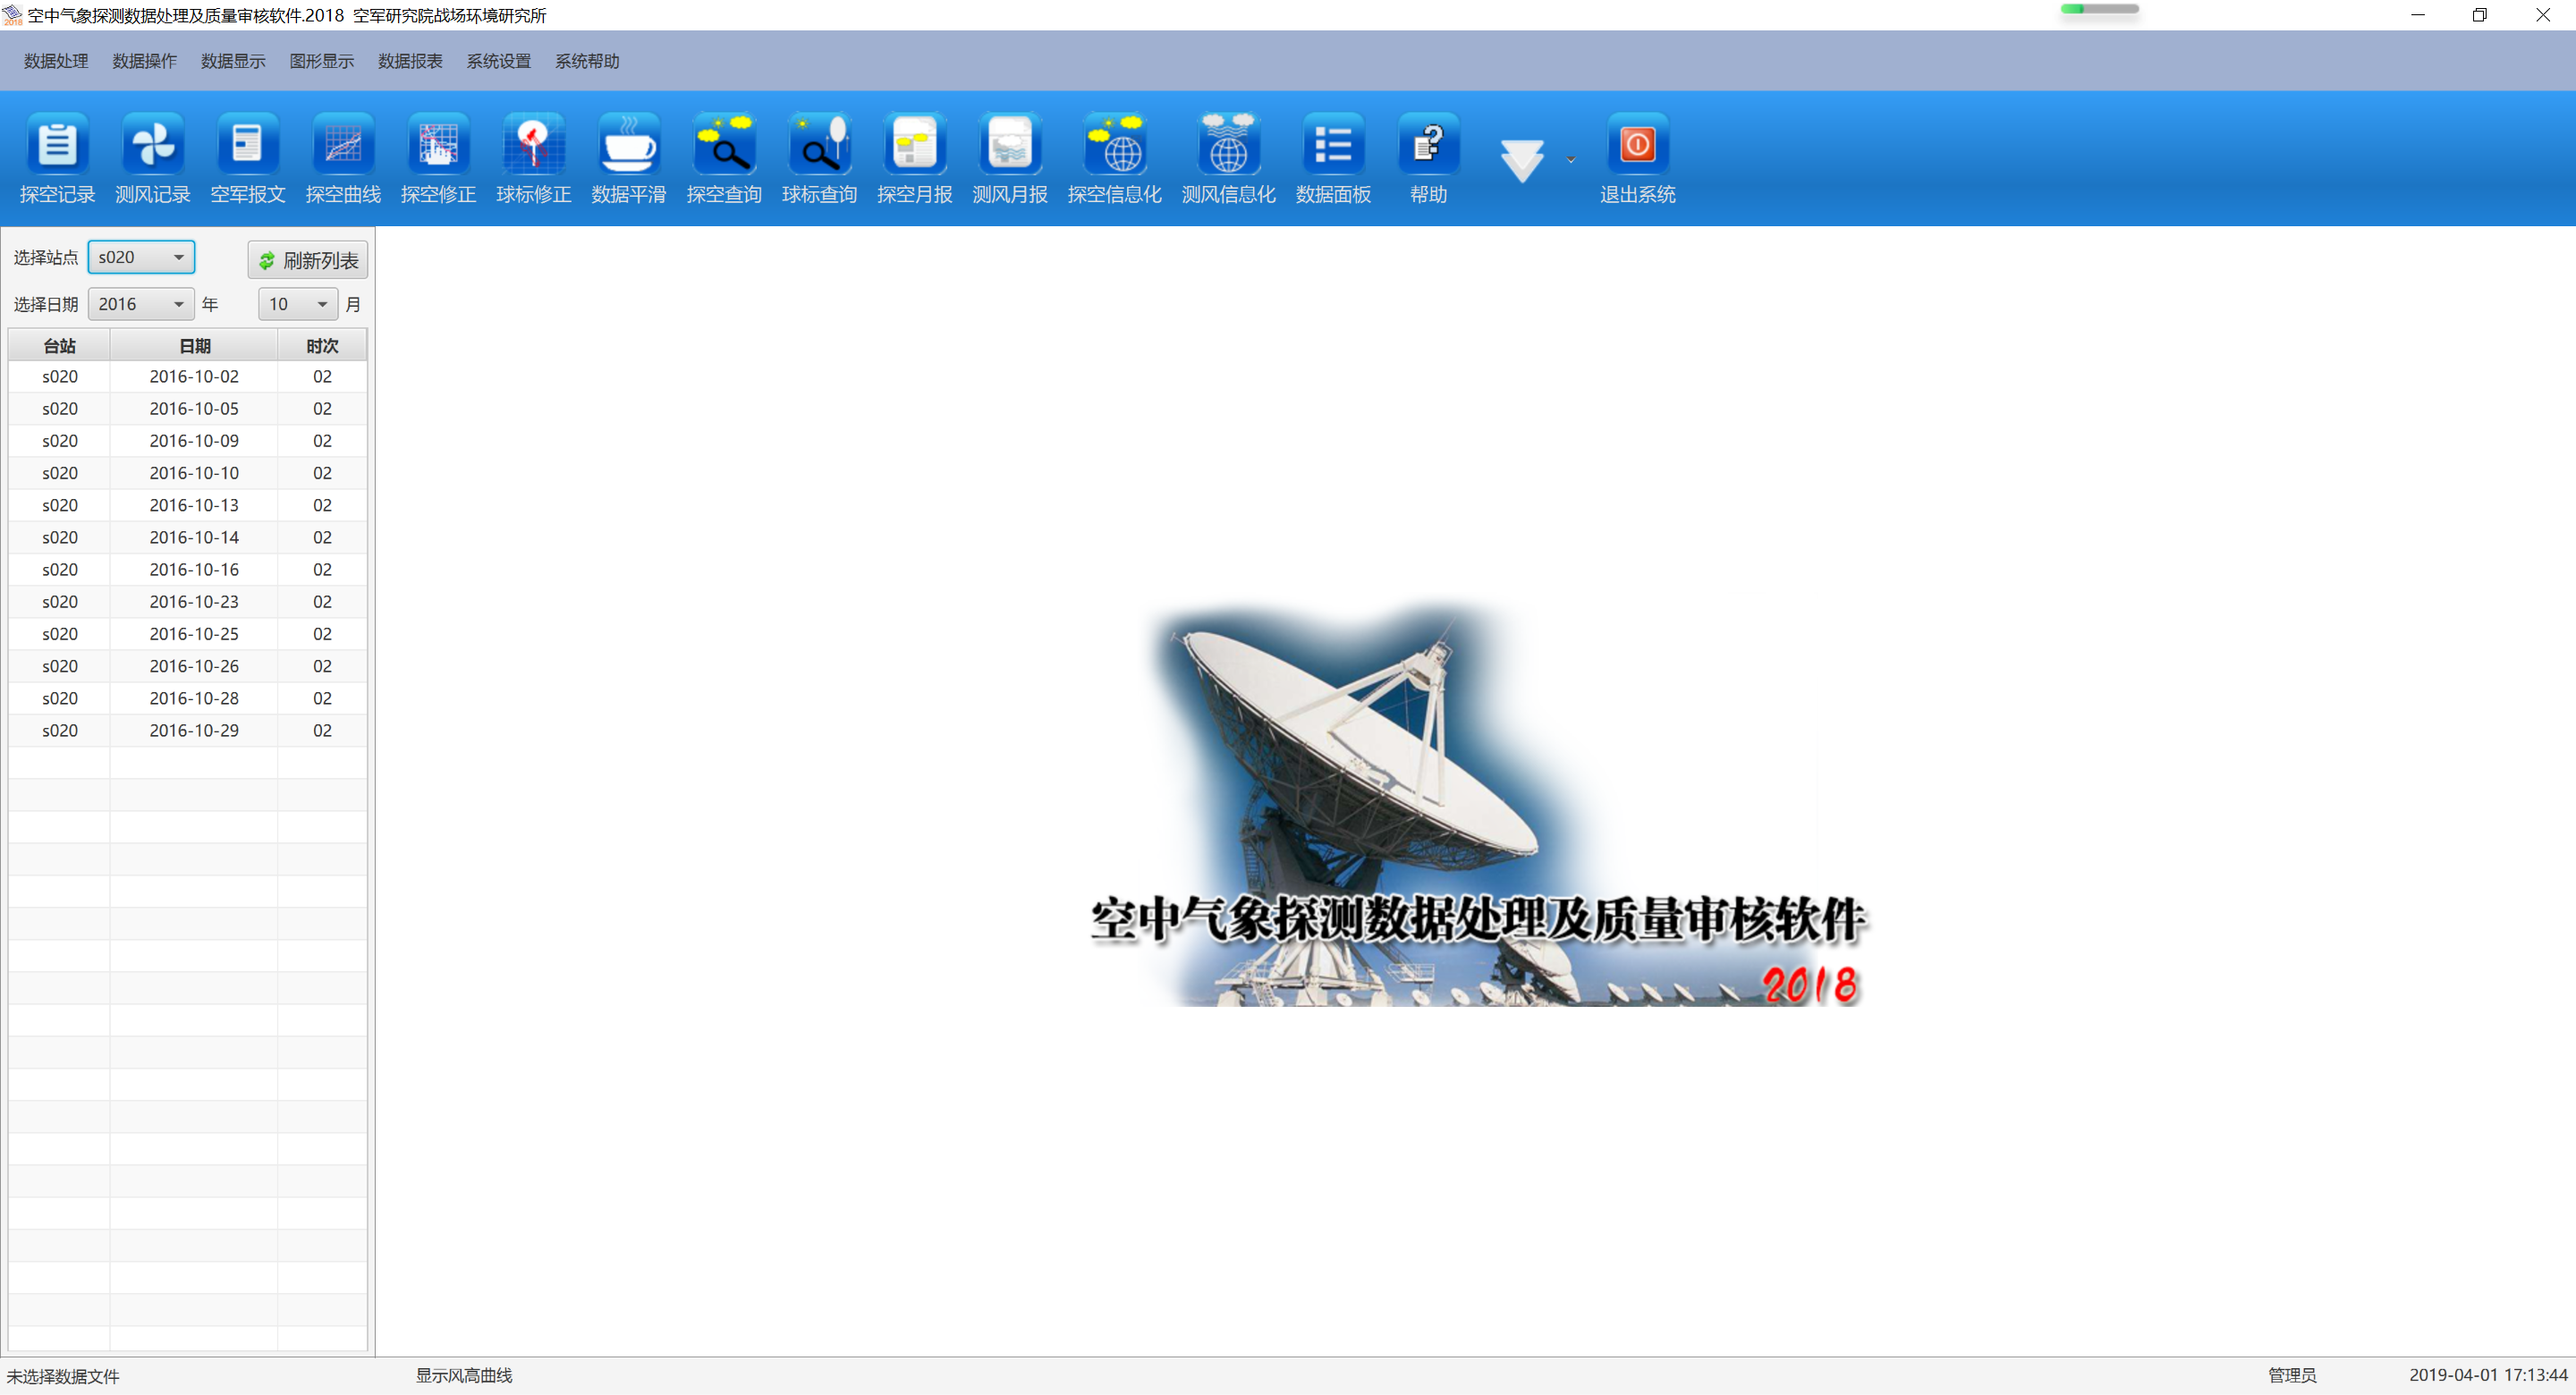 空中气象探测数据处理及质量审核软件.2018 空军研究院战场环境研究所
数据处理 数据操作 数据显示 图形显示 数据报表 系统设置 系统帮助
探空记录 测风记录 空军报文 探空曲线 探空修正 球标修正 数据平滑 探空查询 球标查询 探空月报 测风月报 探空信息化 测风信息化 数据面板 帮助 退出系统
选择站点 s020 刷新列表
选择日期 2016 年 10 月
台站 日期 时次
s020 2016-10-02 02
s020 2016-10-05 02
s020 2016-10-09 02
s020 2016-10-10 02
s020 2016-10-13 02
s020 2016-10-14 02
s020 2016-10-16 02
s020 2016-10-23 02
s020 2016-10-25 02
s020 2016-10-26 02
s020 2016-10-28 02
s020 2016-10-29 02
空中气象探测数据处理及质量审核软件
2018
未选择数据文件 显示风高曲线 管理员 2019-04-01 17:13:44